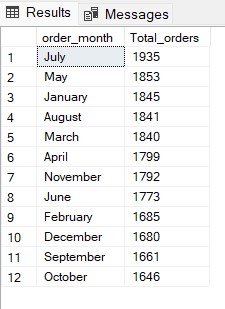 Results Messages
order_month Total_orders
1 July 1935
2 May 1853
3 January 1845
4 August 1841
5 March 1840
6 April 1799
7 November 1792
8 June 1773
9 February 1685
10 December 1680
11 September 1661
12 October 1646